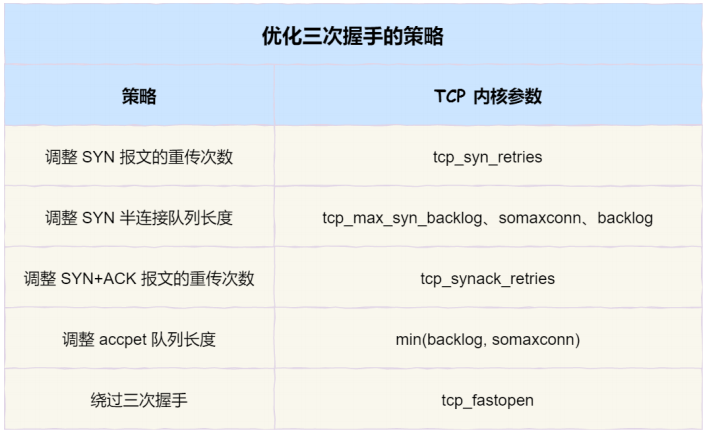 优化三次握手的策略
策略 TCP 内核参数
调整 SYN 报文的重传次数 tcp_syn_retries
调整 SYN 半连接队列长度 tcp_max_syn_backlog、somaxconn、backlog
调整 SYN+ACK 报文的重传次数 tcp_synack_retries
调整 accpet 队列长度 min(backlog, somaxconn)
绕过三次握手 tcp_fastopen